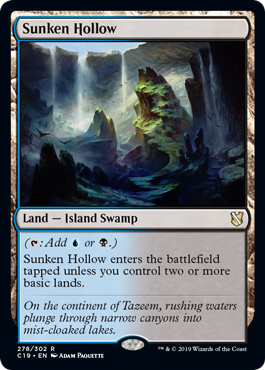 Sunken Hollow
Land — Island Swamp
(: Add or .)
Sunken Hollow enters the battlefield
tapped unless you control two or more
basic lands.
On the continent of Tazeem, rushing waters
plunge through narrow canyons into
mist-cloaked lakes.
278/302 R
C19 • EN Adam Paquette
™ & © 2019 Wizards of the Coast